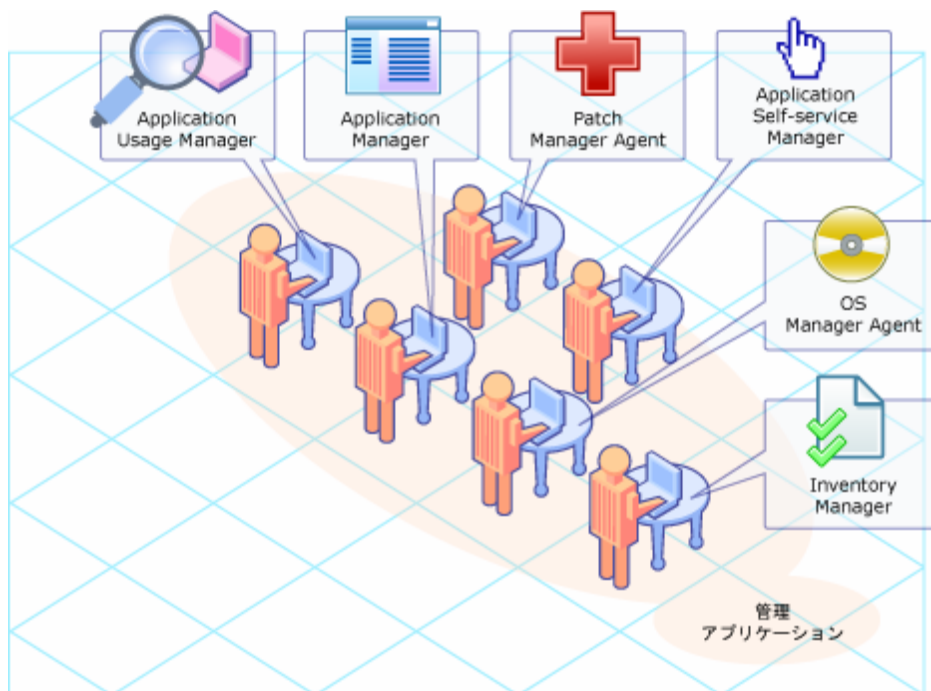 Application
Usage Manager
Application
Manager
Patch
Manager Agent
Application
Self-service
Manager
OS
Manager Agent
Inventory
Manager
管理
アプリケーション